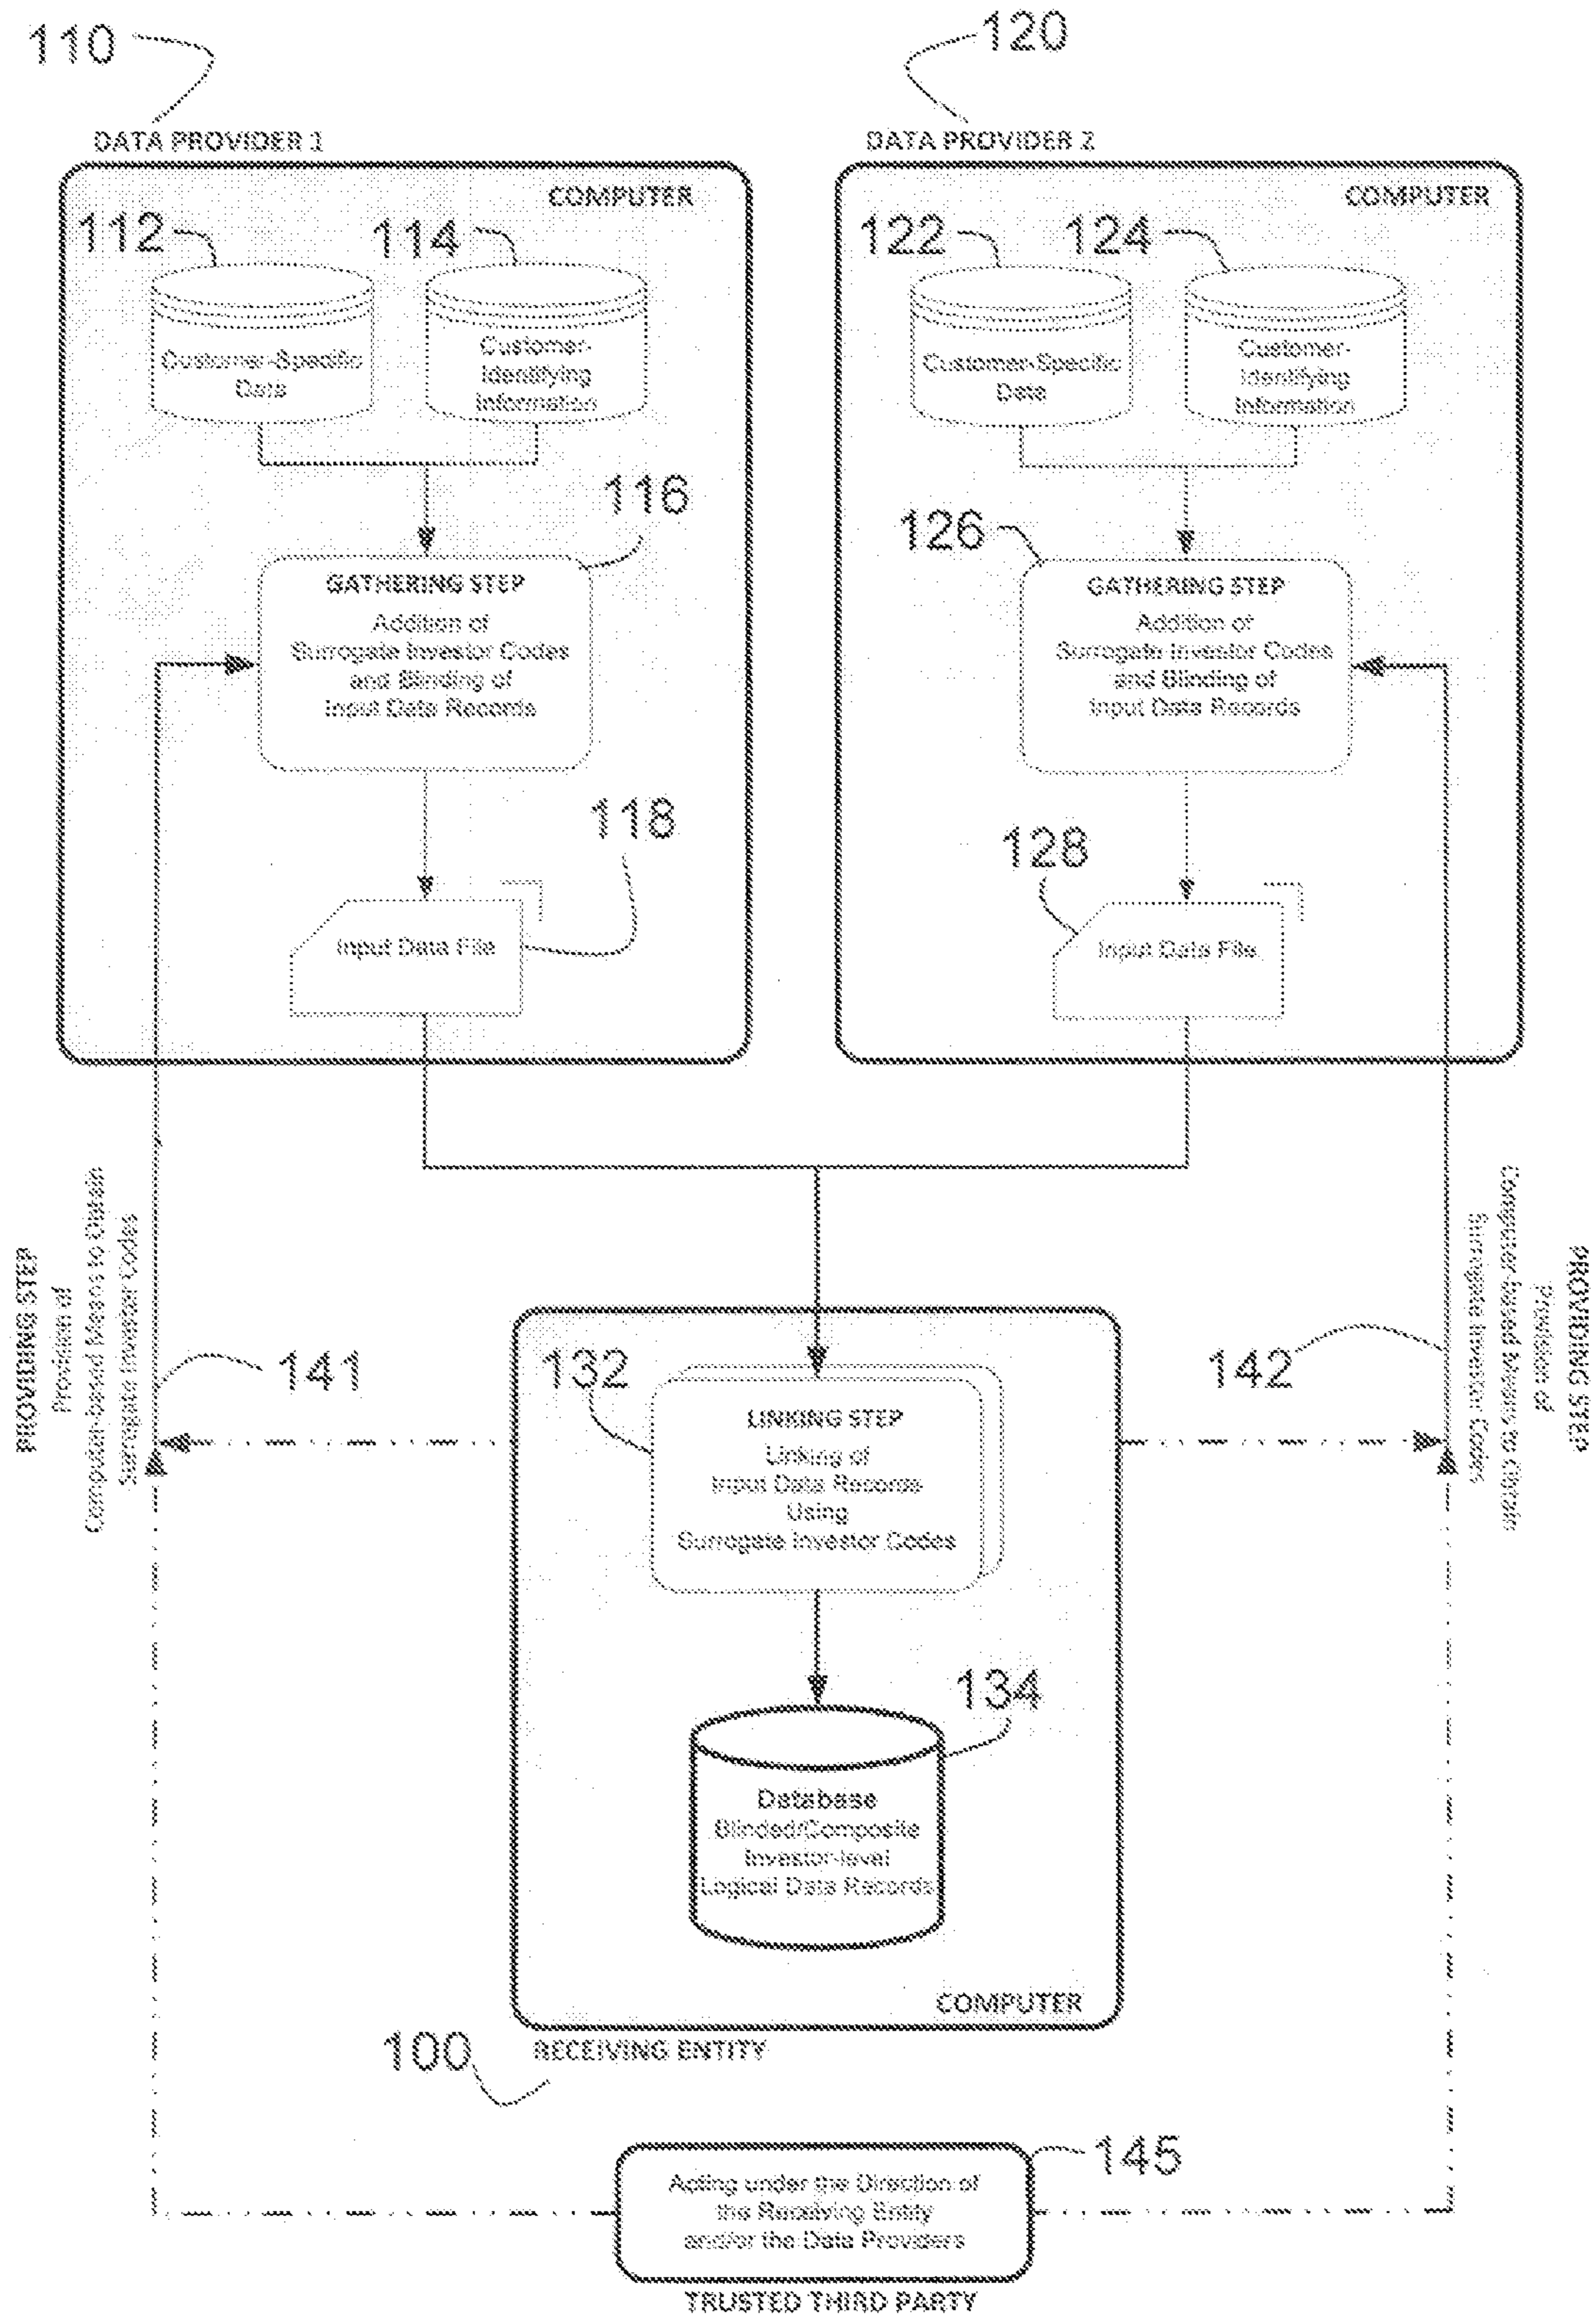 110
120
DATA PROVIDER 1
DATA PROVIDER 2
COMPUTER
112
114
Customer-Specific
Data
Customer-
Identifying
Information
116
GATHERING STEP
Addition of
Surrogate Investor Codes
and Blinding of
Input Data Records
118
Input Data File
COMPUTER
122
124
Customer-Specific
Data
Customer-
Identifying
Information
126
GATHERING STEP
Addition of
Surrogate Investor Codes
and Blinding of
Input Data Records
128
Input Data File
PROVIDING STEP
Provision of
Computer-based Means to Obtain
Surrogate Investor Codes
141
PROVIDING STEP
Provision of
Computer-based Means to Obtain
Surrogate Investor Codes
142
132
LINKING STEP
Linking of
Input Data Records
Using
Surrogate Investor Codes
134
Database
Blinded/Composite
Investor-level
Logical Data Records
COMPUTER
RECEIVING ENTITY
100
145
Acting under the Direction of
the Receiving Entity
and/or the Data Providers
TRUSTED THIRD PARTY